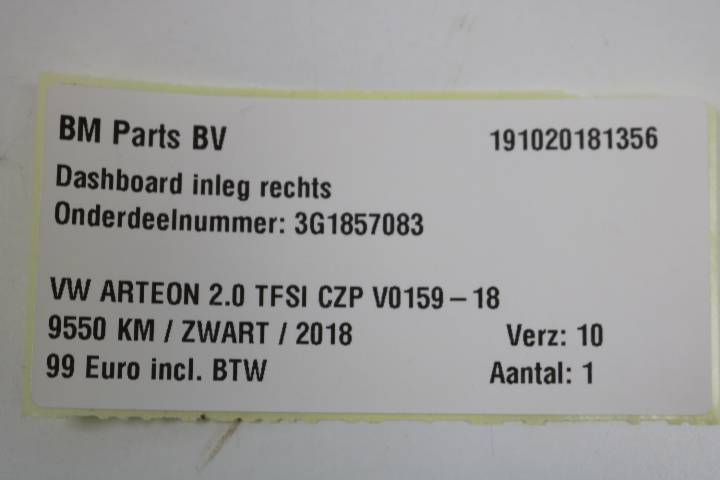 BM Parts BV 191020181356
Dashboard inleg rechts
Onderdeelnummer: 3G1857083
VW ARTEON 2.0 TFSI CZP V0159 – 18
9550 KM / ZWART / 2018 Verz: 10
99 Euro incl. BTW Aantal: 1